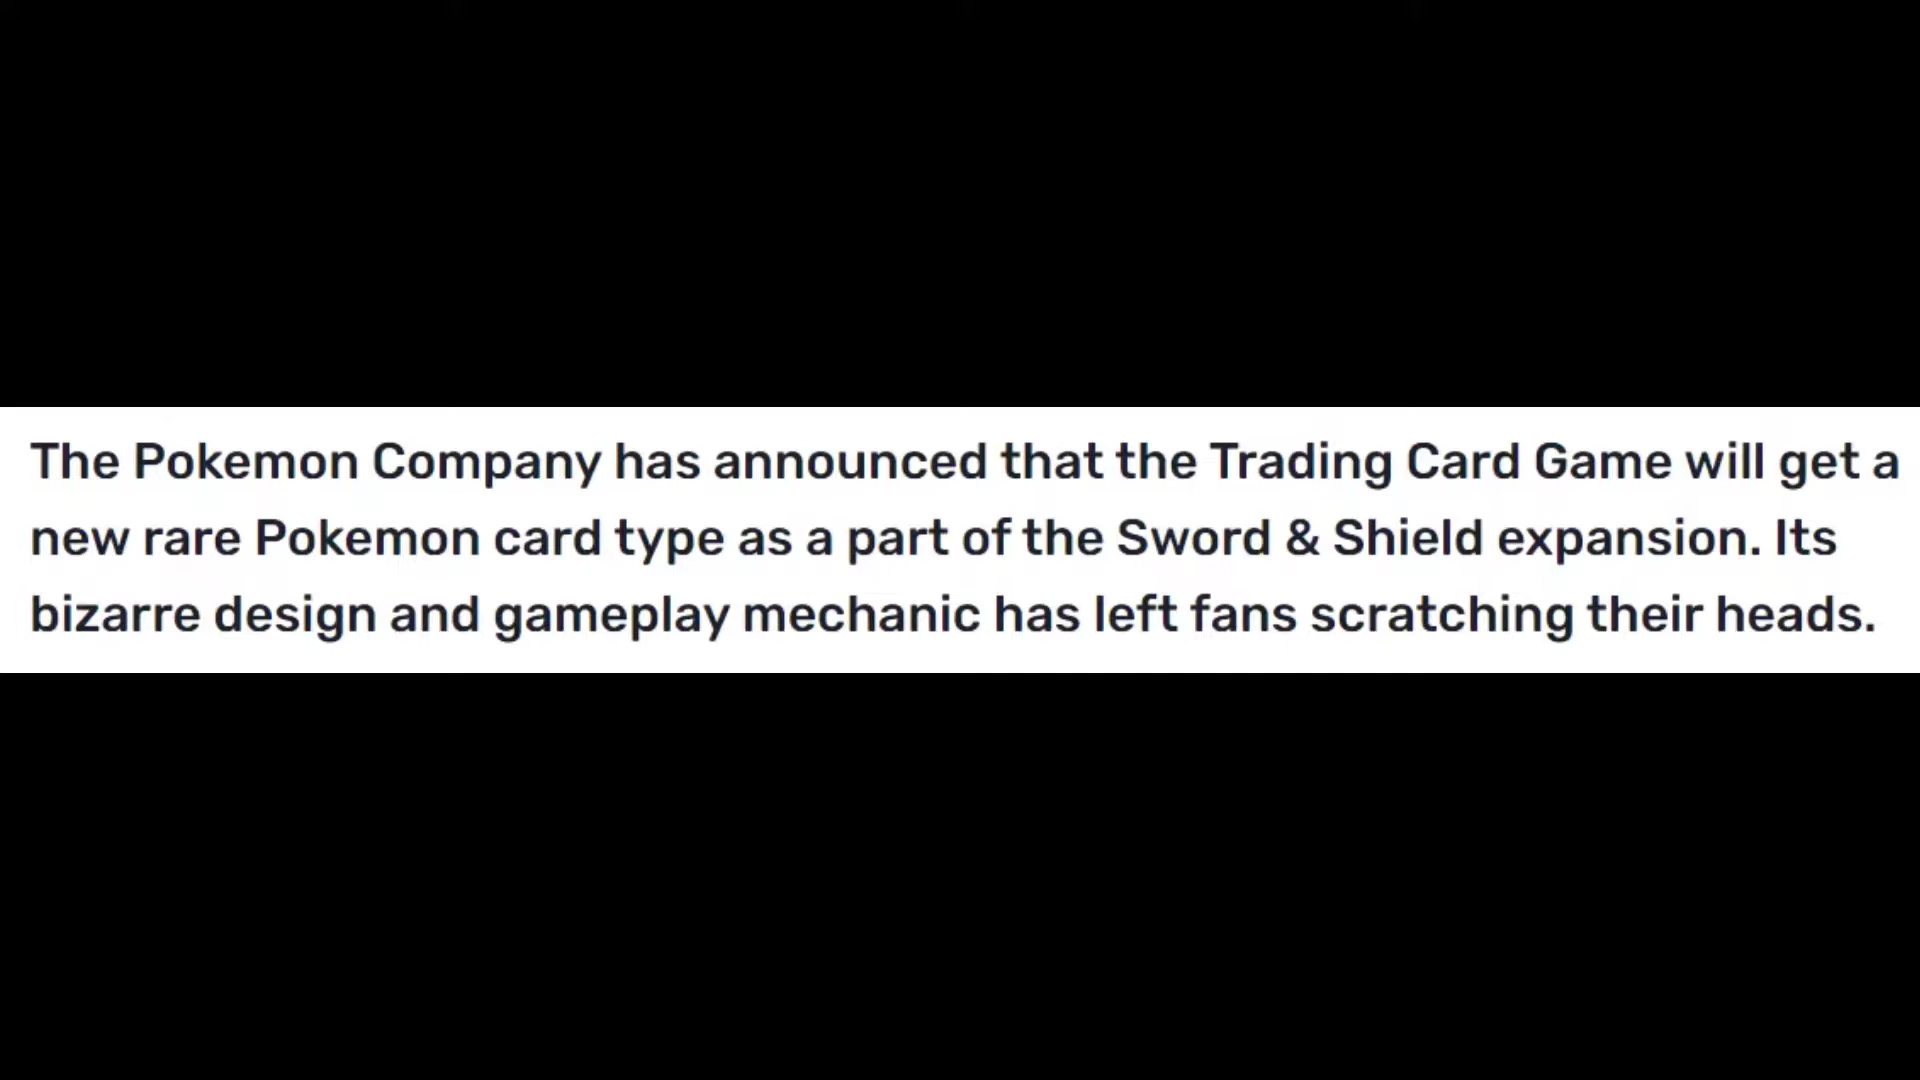 The Pokemon Company has announced that the Trading Card Game will get a
new rare Pokemon card type as a part of the Sword & Shield expansion. Its
bizarre design and gameplay mechanic has left fans scratching their heads.